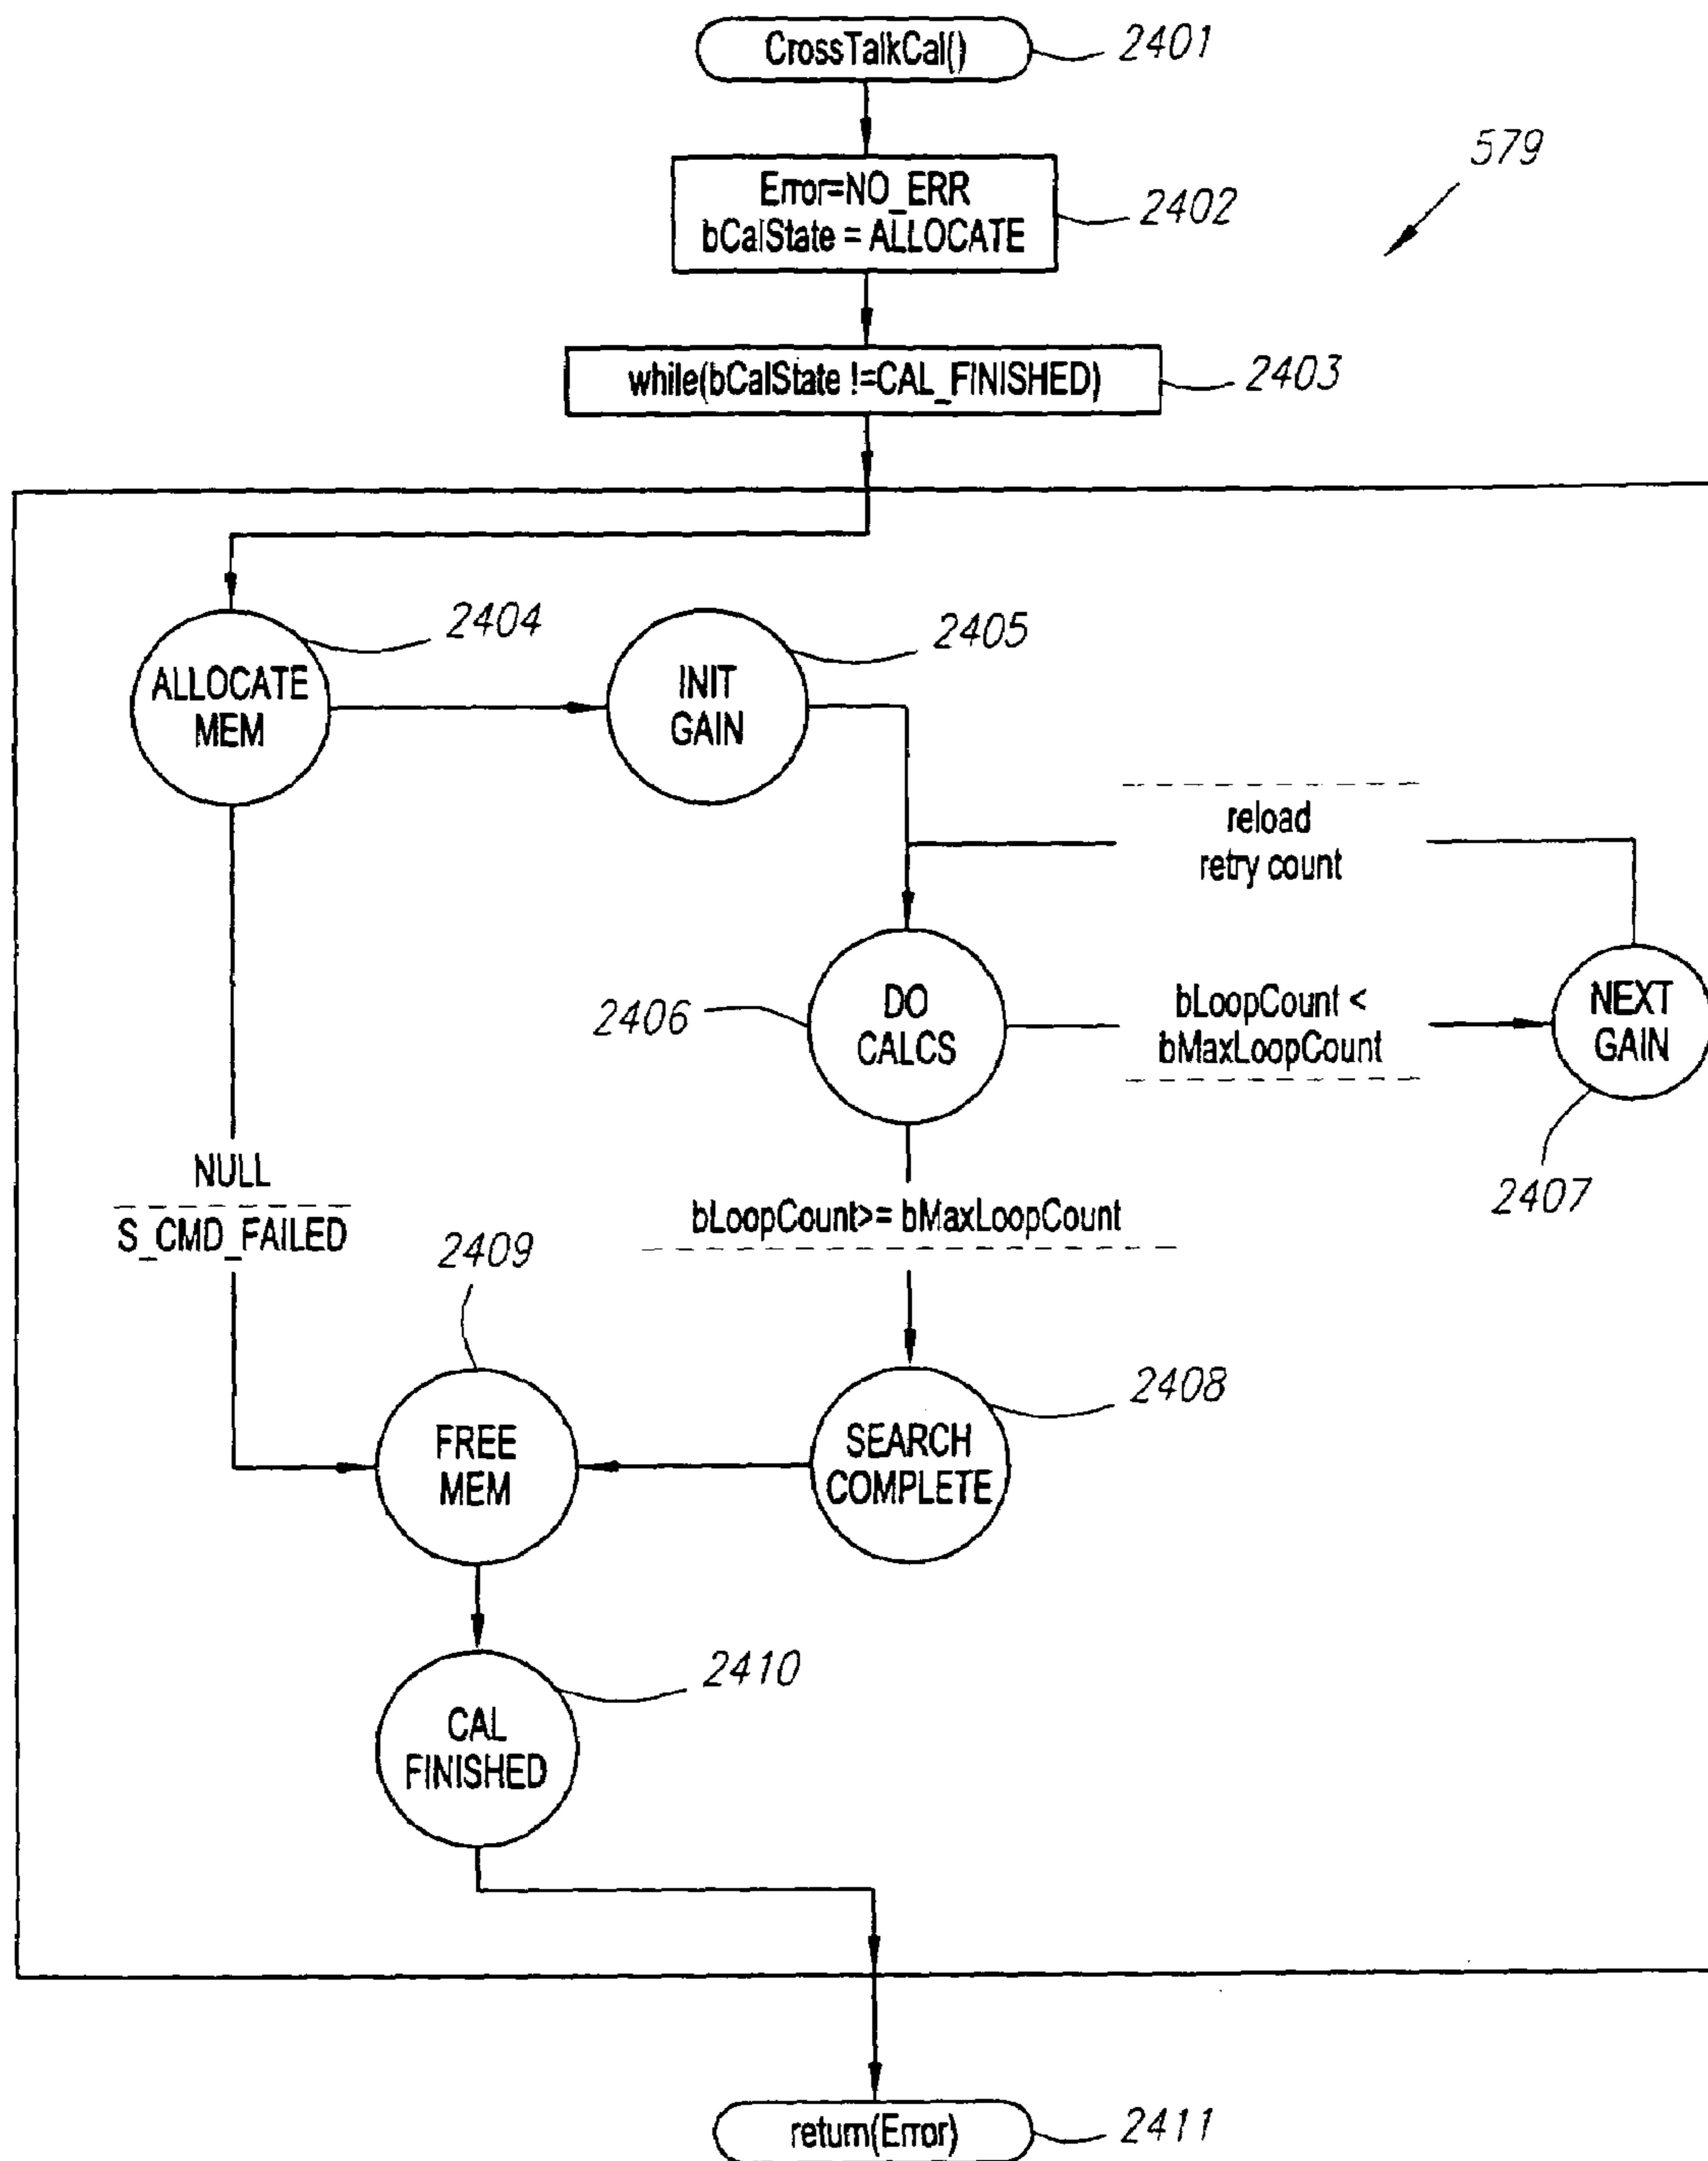 CrossTalkCal()
2401
579
Error=NO_ERR
bCalState = ALLOCATE
2402
while(bCalState !=CAL_FINISHED)
2403
2404
2405
ALLOCATE
MEM
INIT
GAIN
reload
retry count
2406
DO
CALCS
bLoopCount <
bMaxLoopCount
NEXT
GAIN
2407
NULL
S_CMD_FAILED
bLoopCount>= bMaxLoopCount
2409
2408
FREE
MEM
SEARCH
COMPLETE
2410
CAL
FINISHED
return(Error)
2411